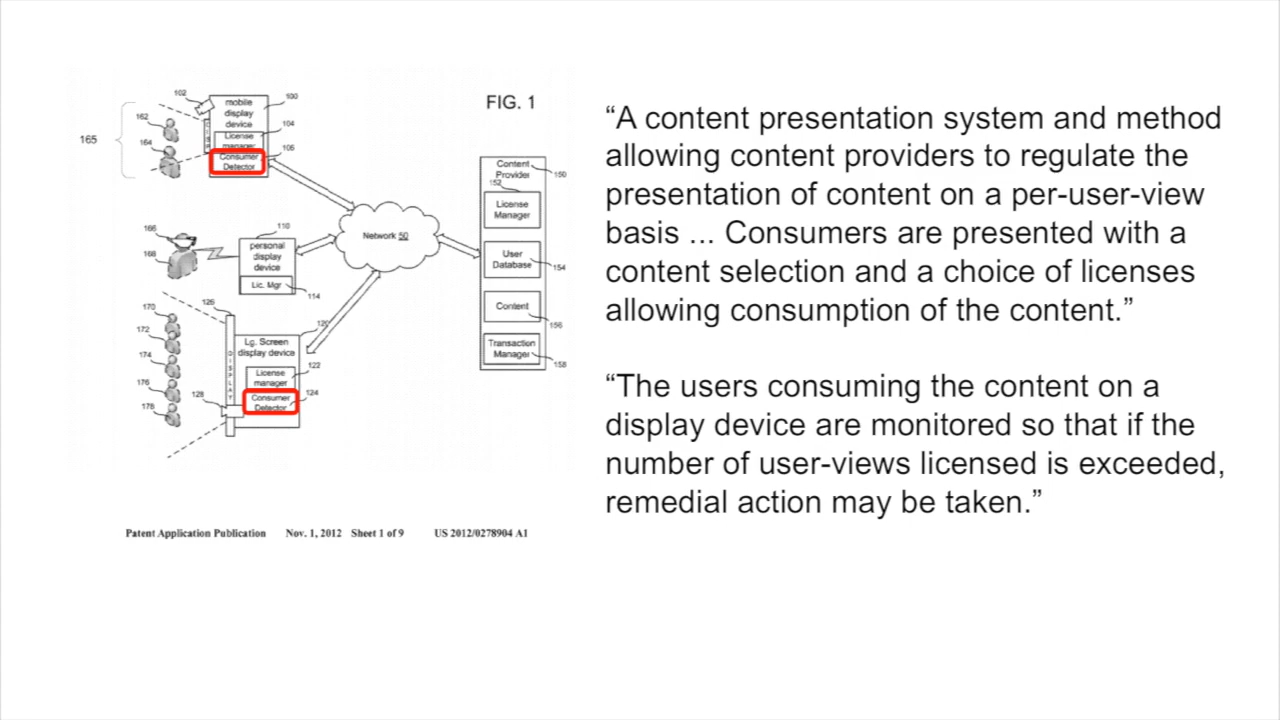 FIG. 1
102
mobile
display
device
100
162
164
165
License
manager
104
Consumer
Detector
106
Content
Provider
150
152
License
Manager
User
Database
154
Content
156
Transaction
Manager
158
Network 50
166
168
110
personal
display
device
Lic. Mgr
114
126
170
172
174
176
178
128
DISPLAY
120
Lg. Screen
display device
122
License
manager
Consumer
Detector
124
Patent Application Publication Nov. 1, 2012 Sheet 1 of 9 US 2012/0278904 A1
“A content presentation system and method
allowing content providers to regulate the
presentation of content on a per-user-view
basis ... Consumers are presented with a
content selection and a choice of licenses
allowing consumption of the content.”
“The users consuming the content on a
display device are monitored so that if the
number of user-views licensed is exceeded,
remedial action may be taken.”